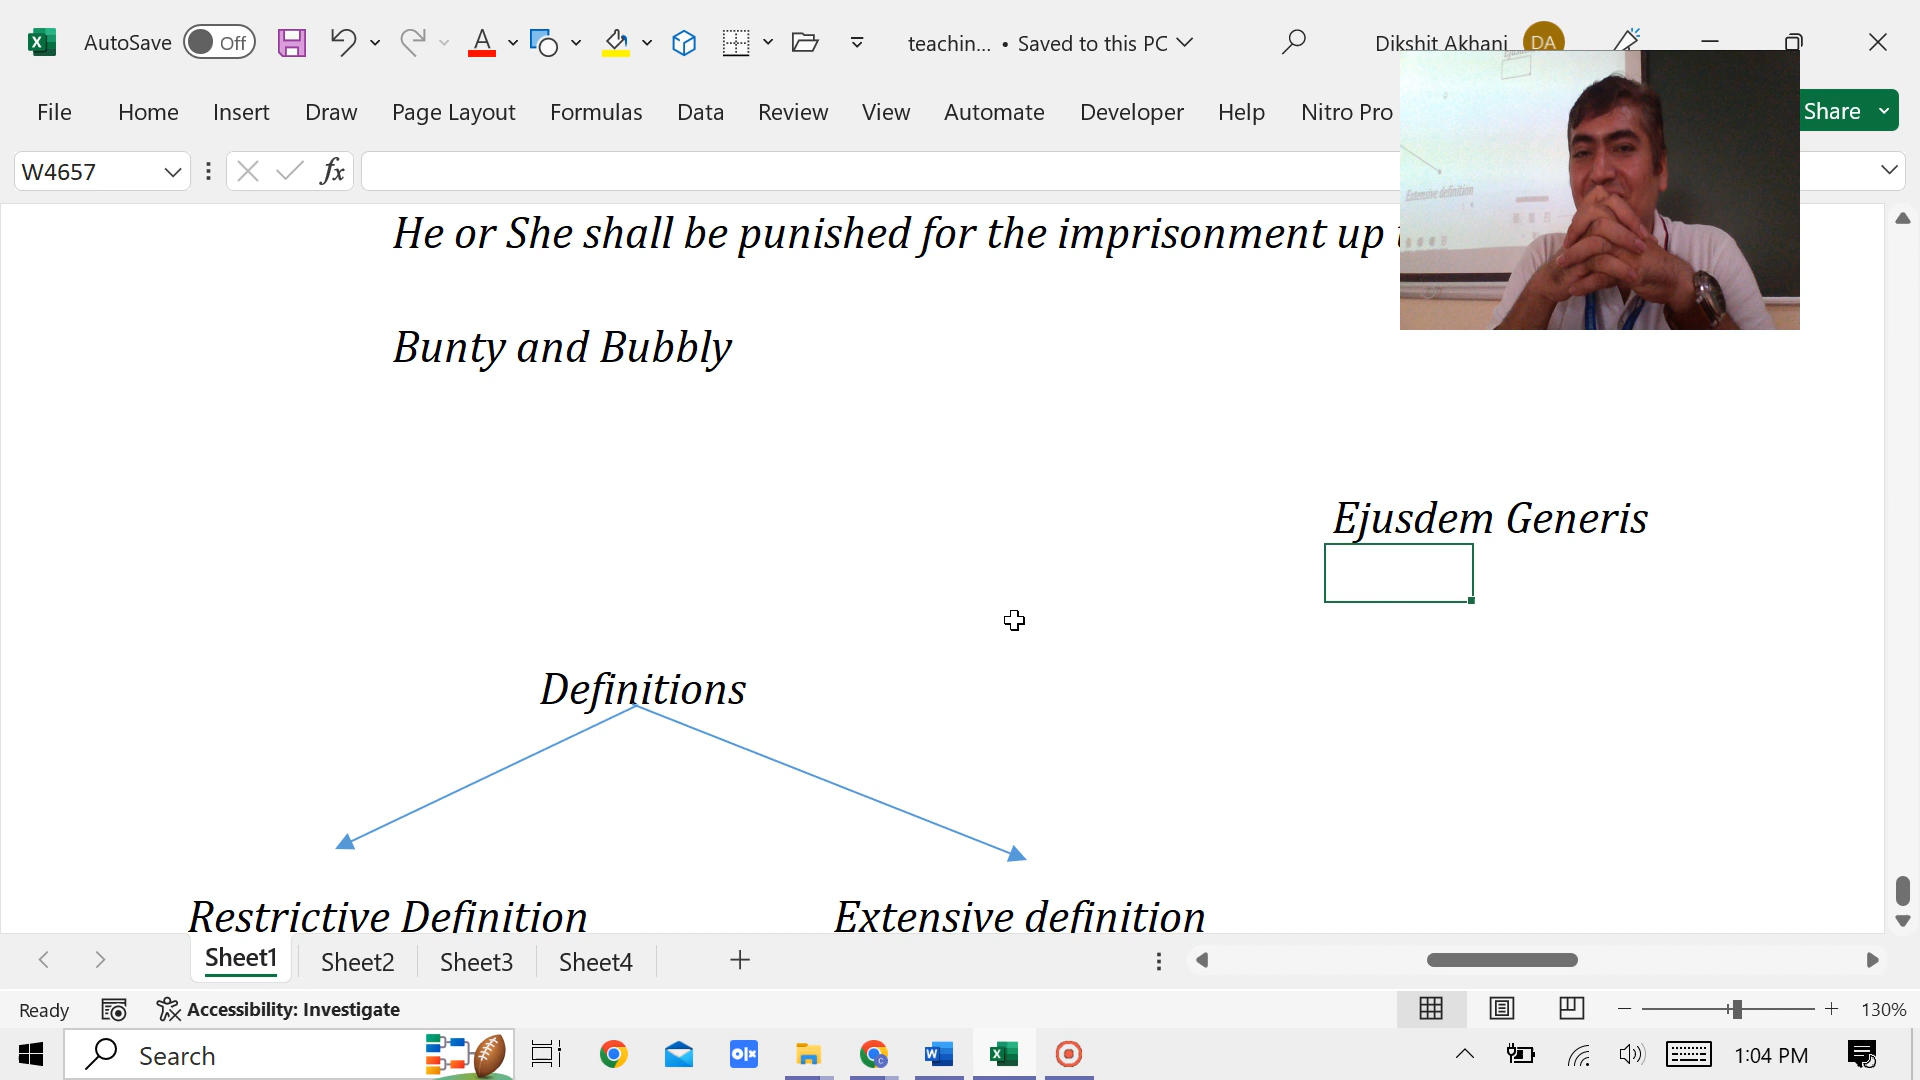 AutoSave Off teachin... • Saved to this PC Dikshit Akhani DA
File Home Insert Draw Page Layout Formulas Data Review View Automate Developer Help Nitro Pro Share
W4657 fx
He or She shall be punished for the imprisonment up
Bunty and Bubbly
Ejusdem Generis
Definitions
Restrictive Definition Extensive definition
Extensive definition
Sheet1 Sheet2 Sheet3 Sheet4
Ready Accessibility: Investigate 130%
Search 1:04 PM